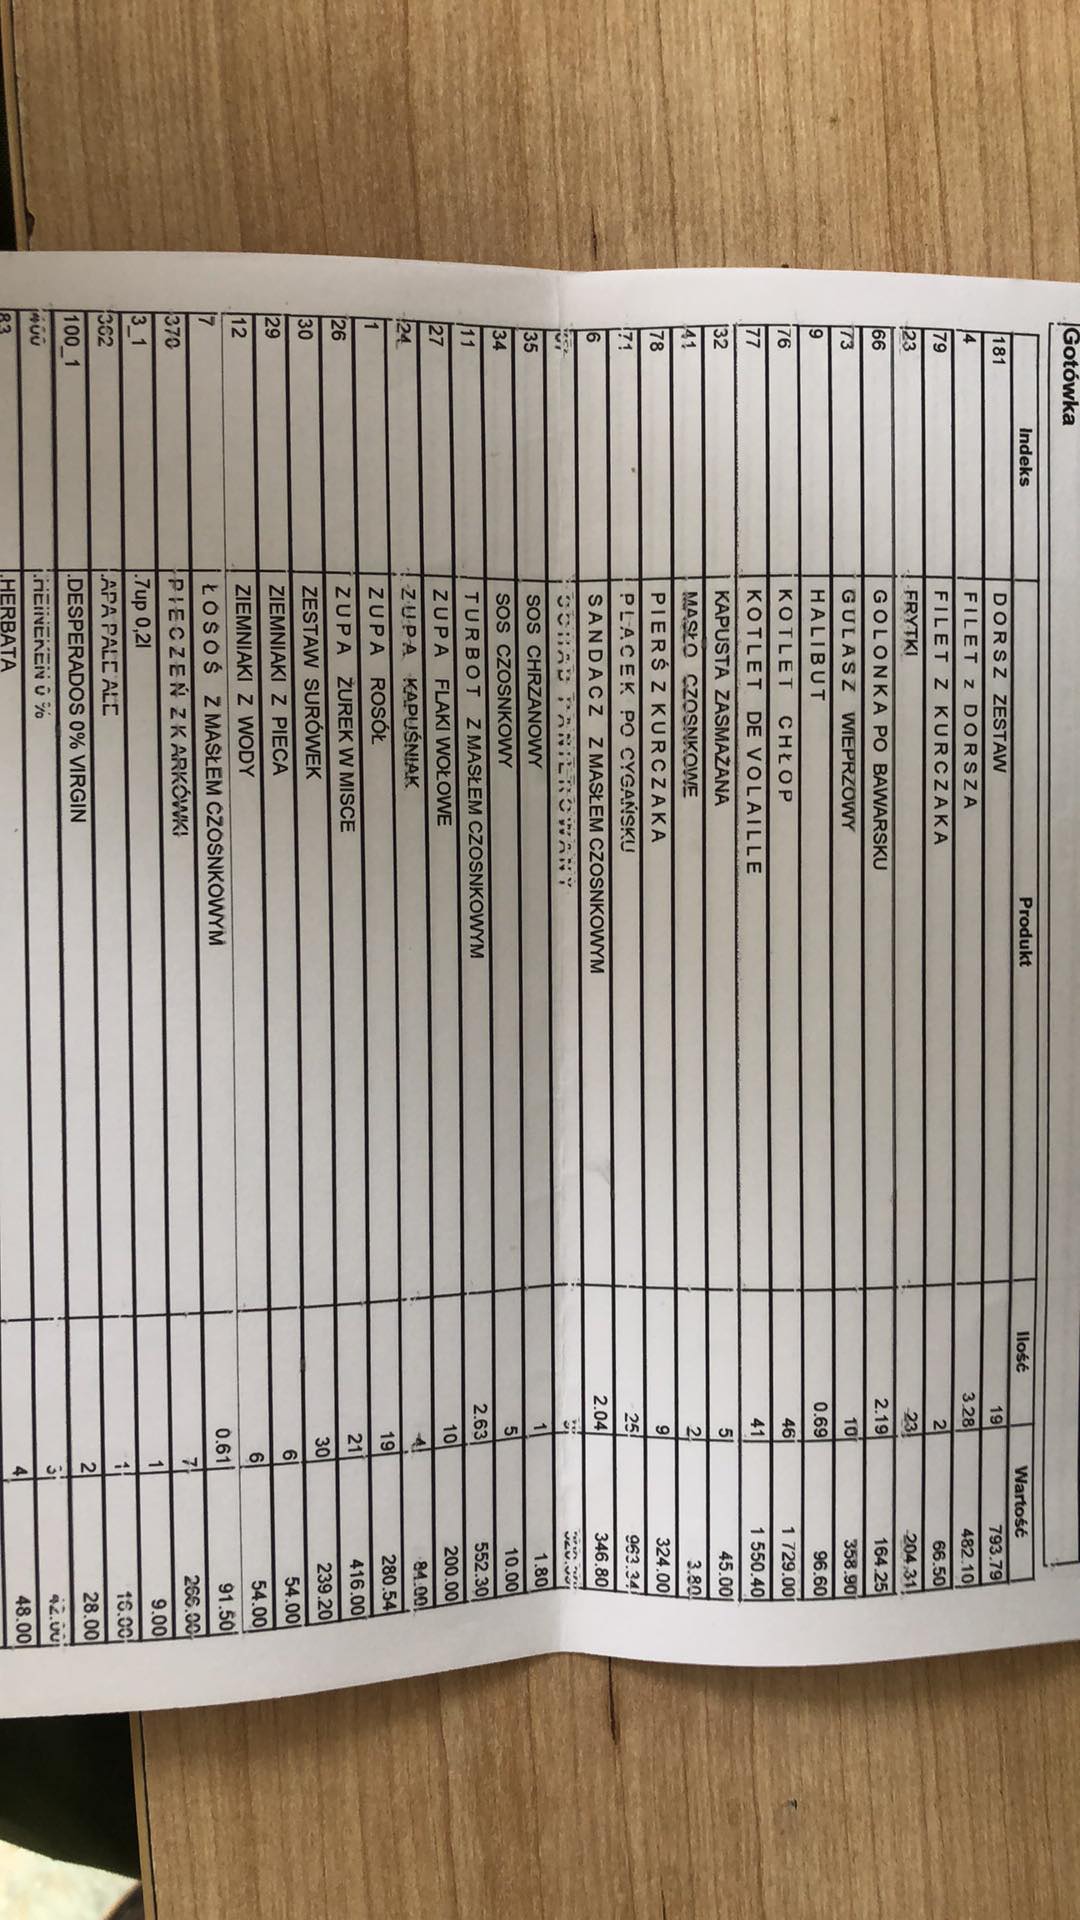 Gotówka
Indeks Produkt Ilość Wartość
181 DORSZ ZESTAW 19 793.79
4 FILET z DORSZA 3.28 482.10
79 FILET Z KURCZAKA 2 66.50
23 FRYTKI 23 204.31
66 GOLONKA PO BAWARSKU 2.19 164.25
73 GULASZ WIEPRZOWY 10 358.90
9 HALIBUT 0.69 96.60
76 KOTLET CHŁOP 46 1 729.00
77 KOTLET DE VOLAILLE 41 1 550.40
32 KAPUSTA ZASMAŻANA 5 45.00
41 MASŁO CZOSNKOWE 2 3.80
78 PIERŚ Z KURCZAKA 9 324.00
71 PLACEK PO CYGAŃSKU 25 963.34
6 SANDACZ Z MASŁEM CZOSNKOWYM 2.04 346.80
35 SOS CHRZANOWY 1 1.80
34 SOS CZOSNKOWY 5 10.00
11 TURBOT Z MASŁEM CZOSNKOWYM 2.63 552.30
27 ZUPA FLAKI WOŁOWE 10 200.00
24 ZUPA KAPUŚNIAK 4 84.00
1 ZUPA ROSÓŁ 19 280.54
26 ZUPA ŻUREK W MISCE 21 416.00
30 ZESTAW SURÓWEK 30 239.20
29 ZIEMNIAKI Z PIECA 6 54.00
12 ZIEMNIAKI Z WODY 6 54.00
7 ŁOSOŚ Z MASŁEM CZOSNKOWYM 0.61 91.50
370 PIECZEŃ Z KARKÓWKI 7 266.00
3_1 .7up 0,2l 1 9.00
362 .APA PALE ALE 1
100_1 .DESPERADOS 0% VIRGIN 2 28.00
.HEINEKEN 0 % 3 42.00
83 .HERBATA 4 48.00